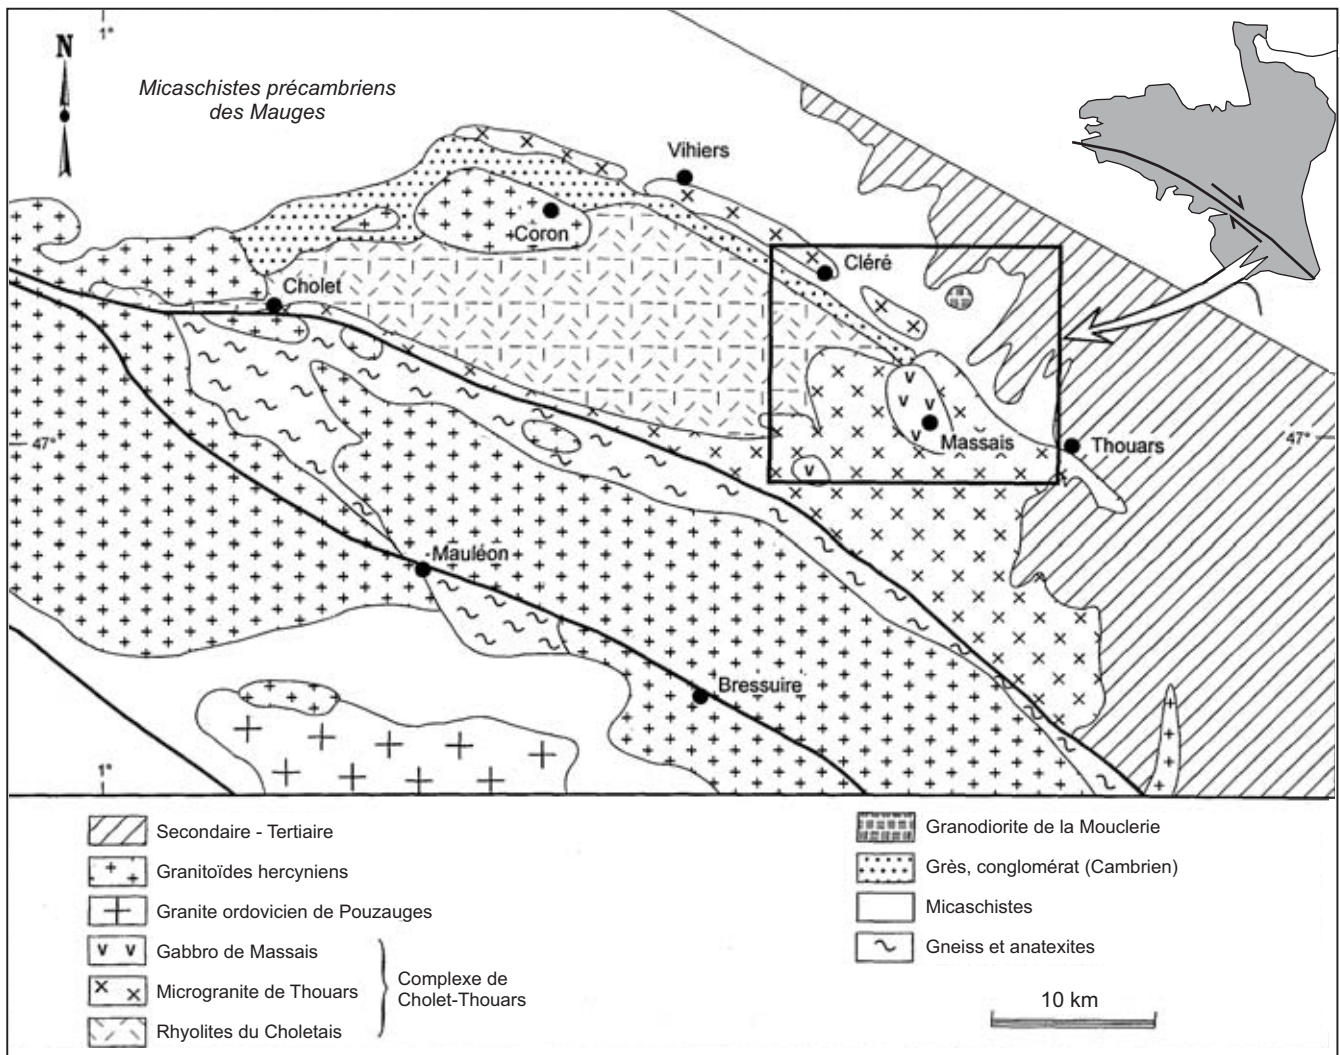 1°
N
Micaschistes précambriens
des Mauges
Vihiers
Coron
Cléré
Cholet
47°
Massais
Thouars
47°
Mauléon
Bressuire
1°
Secondaire - Tertiaire
Granitoïdes hercyniens
Granite ordovicien de Pouzauges
Gabbro de Massais
Microgranite de Thouars
Rhyolites du Choletais
Complexe de
Cholet-Thouars
Granodiorite de la Mouclerie
Grès, conglomérat (Cambrien)
Micaschistes
Gneiss et anatexites
10 km